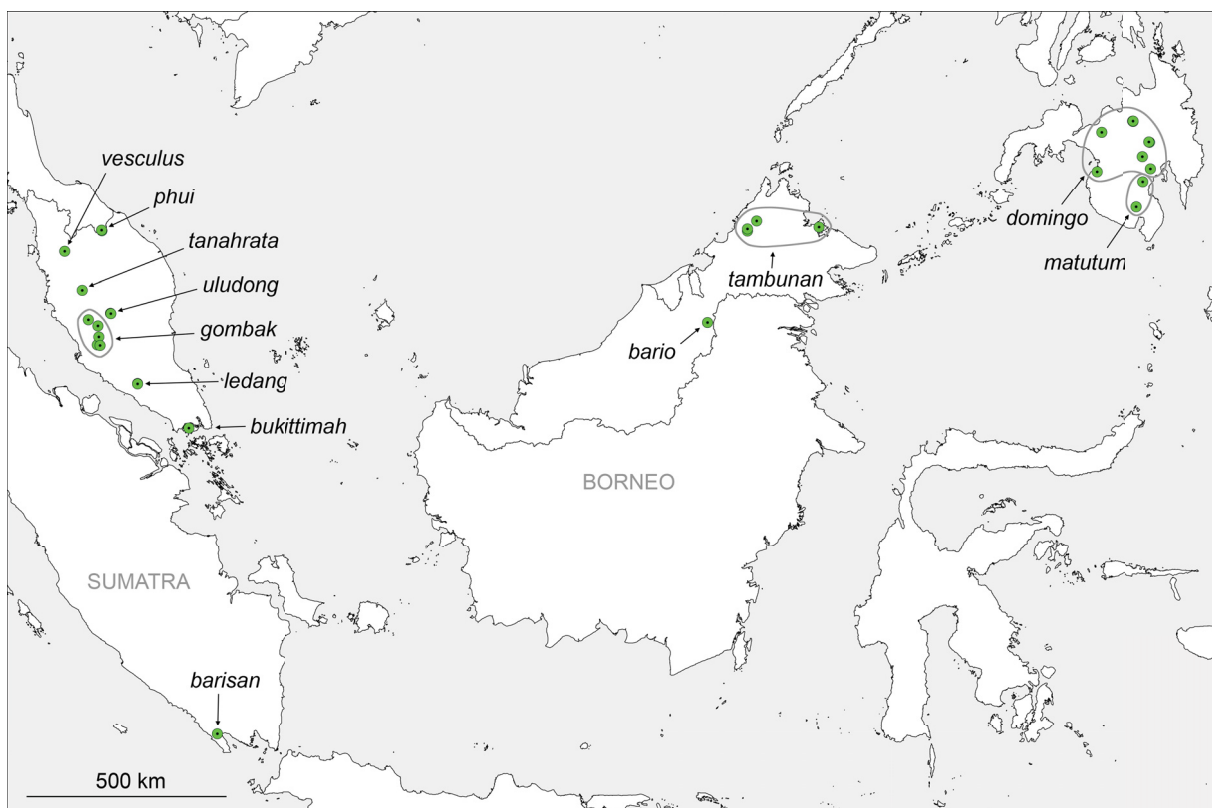 vesculus
phui
tanahrata
uludong
gombak
ledang
bukittimah
domingo
matutum
tambunan
bario
BORNEO
SUMATRA
barisan
500 km